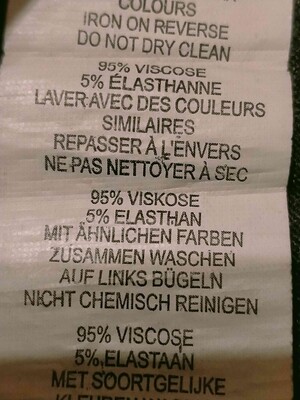 COLOURS
IRON ON REVERSE
DO NOT DRY CLEAN
95% VISCOSE
5% ÉLASTHANNE
LAVER AVEC DES COULEURS
SIMILAIRES
REPASSER À L'ENVERS
NE PAS NETTOYER À SEC
95% VISKOSE
5% ELASTHAN
MIT ÄHNLICHEN FARBEN
ZUSAMMEN WASCHEN
AUF LINKS BÜGELN
NICHT CHEMISCH REINIGEN
95% VISCOSE
5% ELASTAAN
MET SOORTGELIJKE